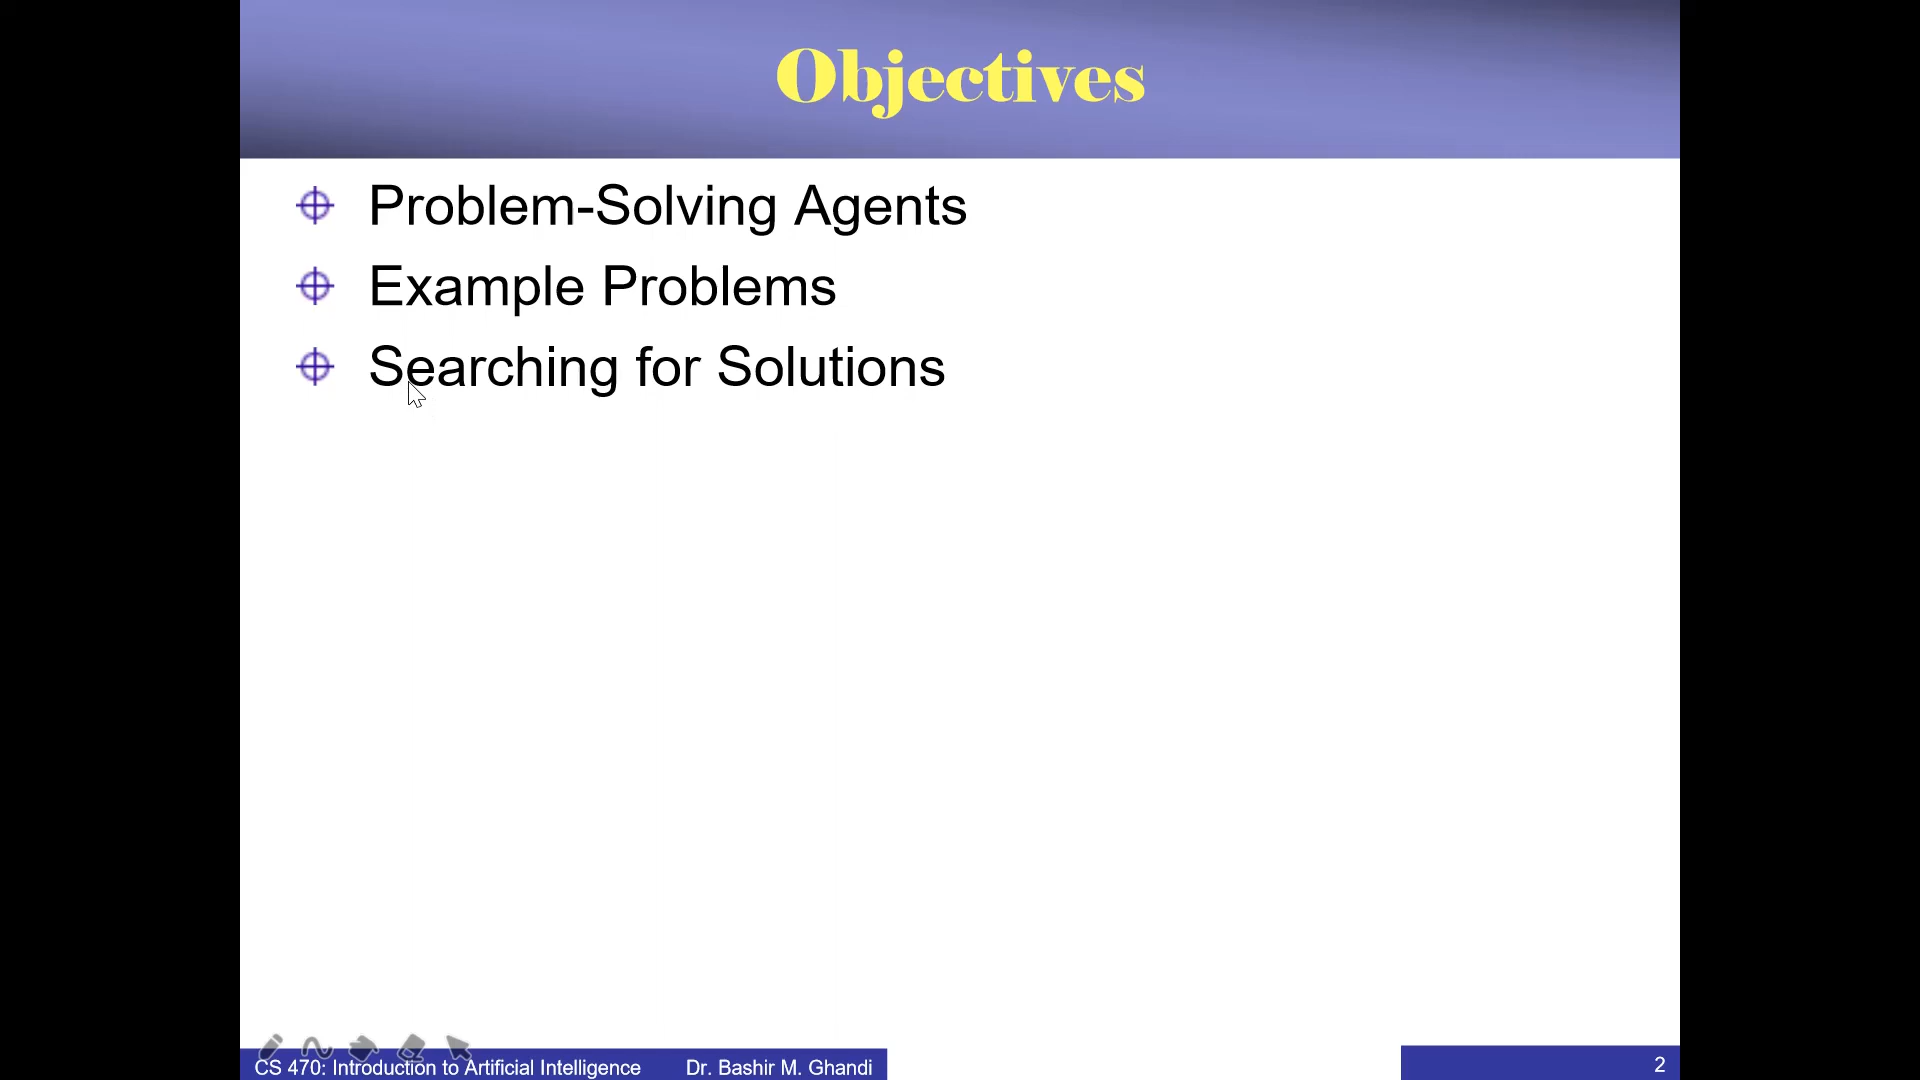 Objectives
Problem-Solving Agents
Example Problems
Searching for Solutions
CS 470: Introduction to Artificial Intelligence Dr. Bashir M. Ghandi 2